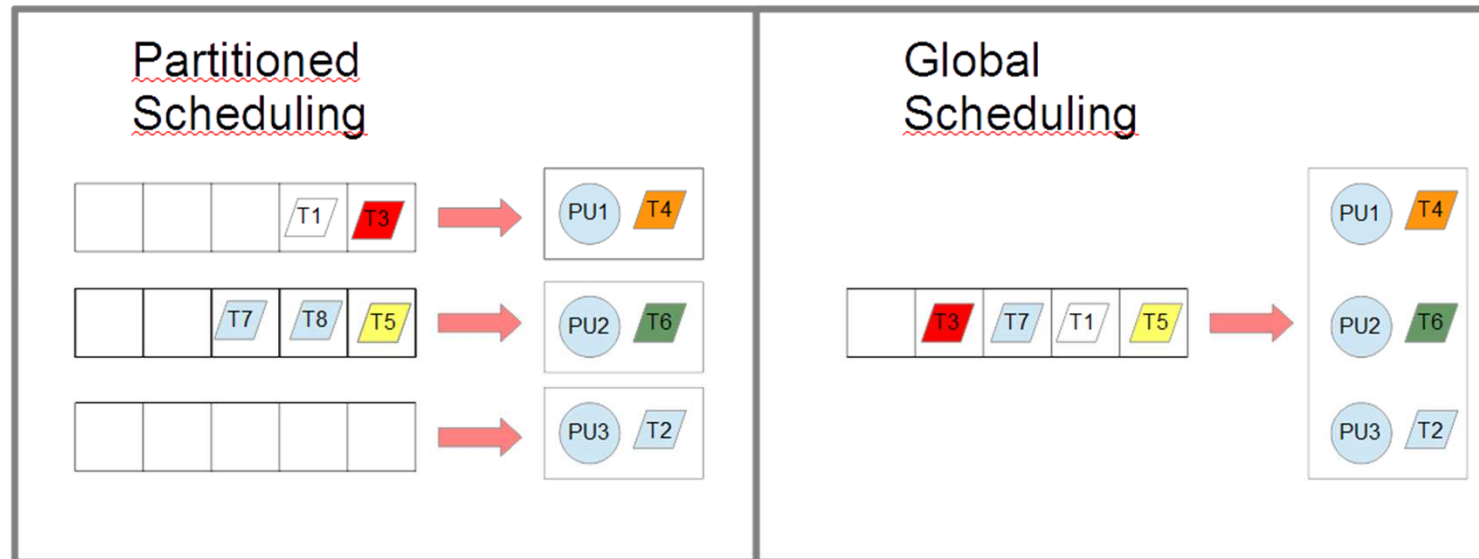 Partitioned
Scheduling
T1 T3
PU1 T4
T7 T8 T5
PU2 T6
PU3 T2
Global
Scheduling
PU1 T4
T3 T7 T1 T5
PU2 T6
PU3 T2